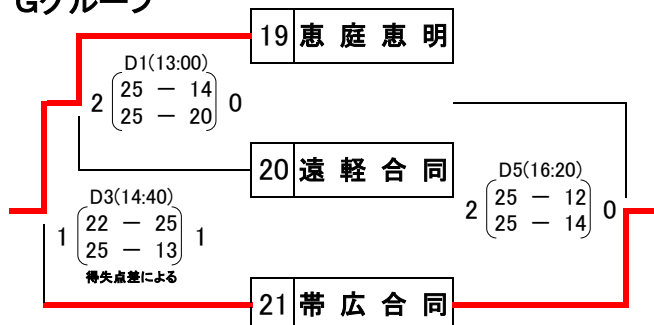 Gグループ
19 恵 庭 恵 明
D1(13:00)
2 25 － 14 0
25 － 20
20 遠 軽 合 同
D5(16:20)
2 25 － 12 0
25 － 14
D3(14:40)
1 22 － 25 1
25 － 13
得失点差による
21 帯 広 合 同